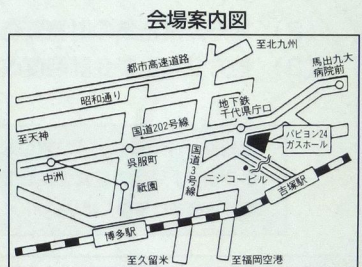 会場案内図
至北九州
馬出九大
病院前
都市高速道路
昭和通り
地下鉄
千代県庁口
至天神
国道202号線
パピヨン24
ガスホール
呉服町
国道3号線
中洲
祇園
ニシコービル
吉塚駅
博多駅
至久留米
至福岡空港